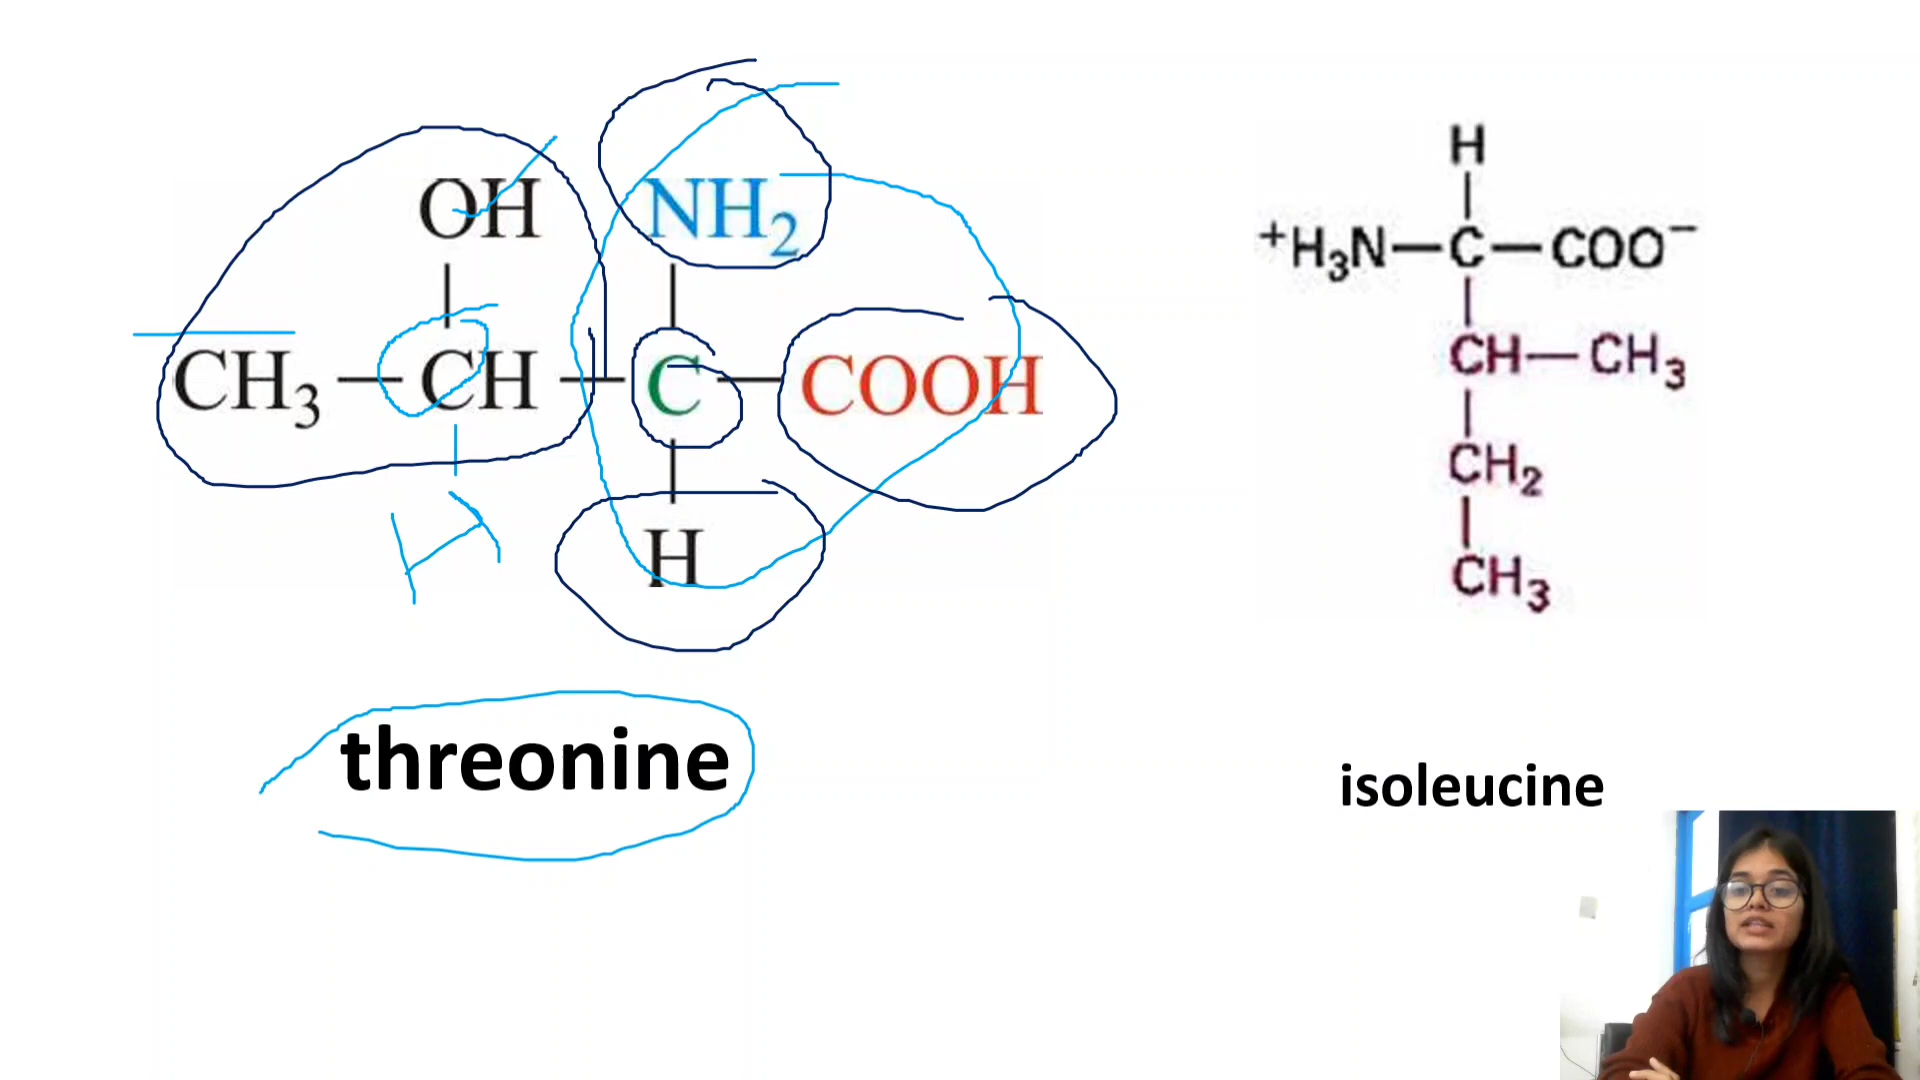 OH NH₂
CH₃—CH—C—COOH
H
H
threonine
H
⁺H₃N—C—COO⁻
CH—CH₃
CH₂
CH₃
isoleucine